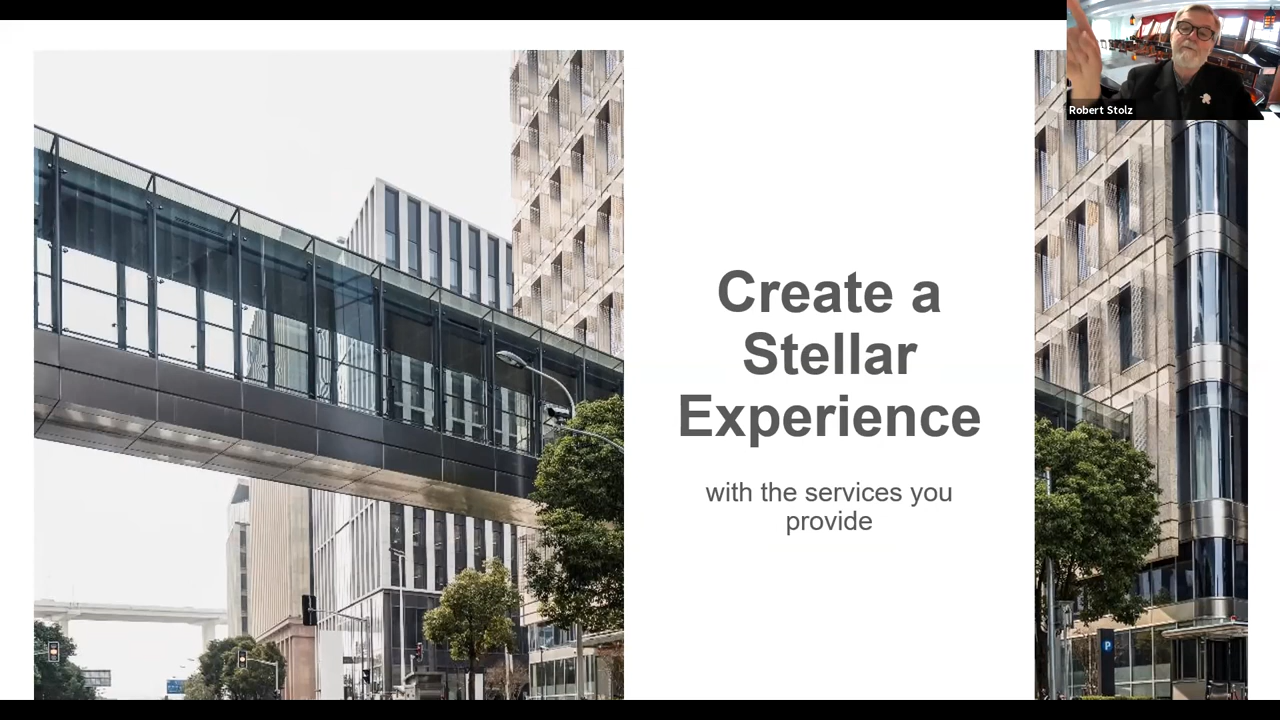 Robert Stolz
Create a
Stellar
Experience
with the services you
provide
P